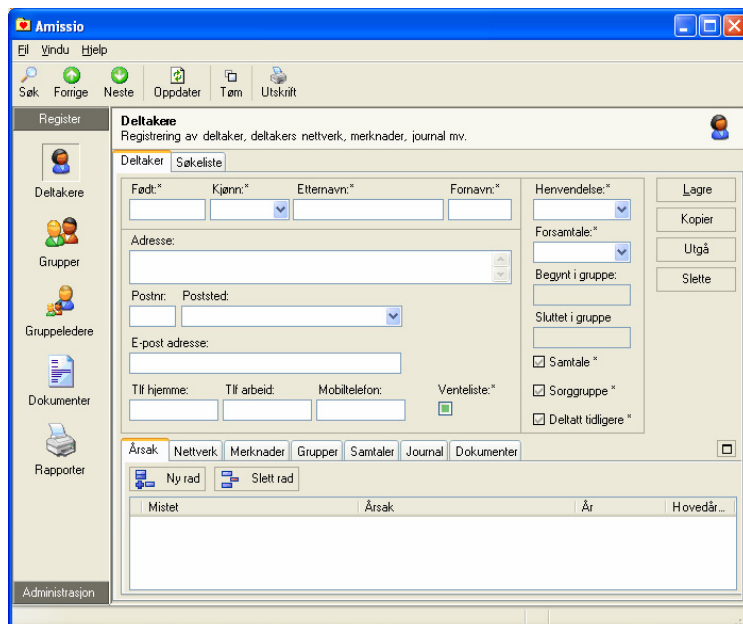 Amissio
Fil Vindu Hjelp
Søk Forrige Neste Oppdater Tøm Utskrift
Register
Deltakere
Grupper
Gruppeledere
Dokumenter
Rapporter
Administrasjon
Deltakere
Registrering av deltaker, deltakers nettverk, merknader, journal mv.
Deltaker Søkeliste
Født:* Kjønn:* Etternavn:* Fornavn:*
Adresse:
Postnr: Poststed:
E-post adresse:
Tlf hjemme: Tlf arbeid: Mobiltelefon: Venteliste:*
Henvendelse:*
Forsamtale:*
Begynt i gruppe:
Sluttet i gruppe
Samtale *
Sorggruppe *
Deltatt tidligere *
Lagre
Kopier
Utgå
Slette
Årsak Nettverk Merknader Grupper Samtaler Journal Dokumenter
Ny rad Slett rad
Mistet Årsak År Hovedår...